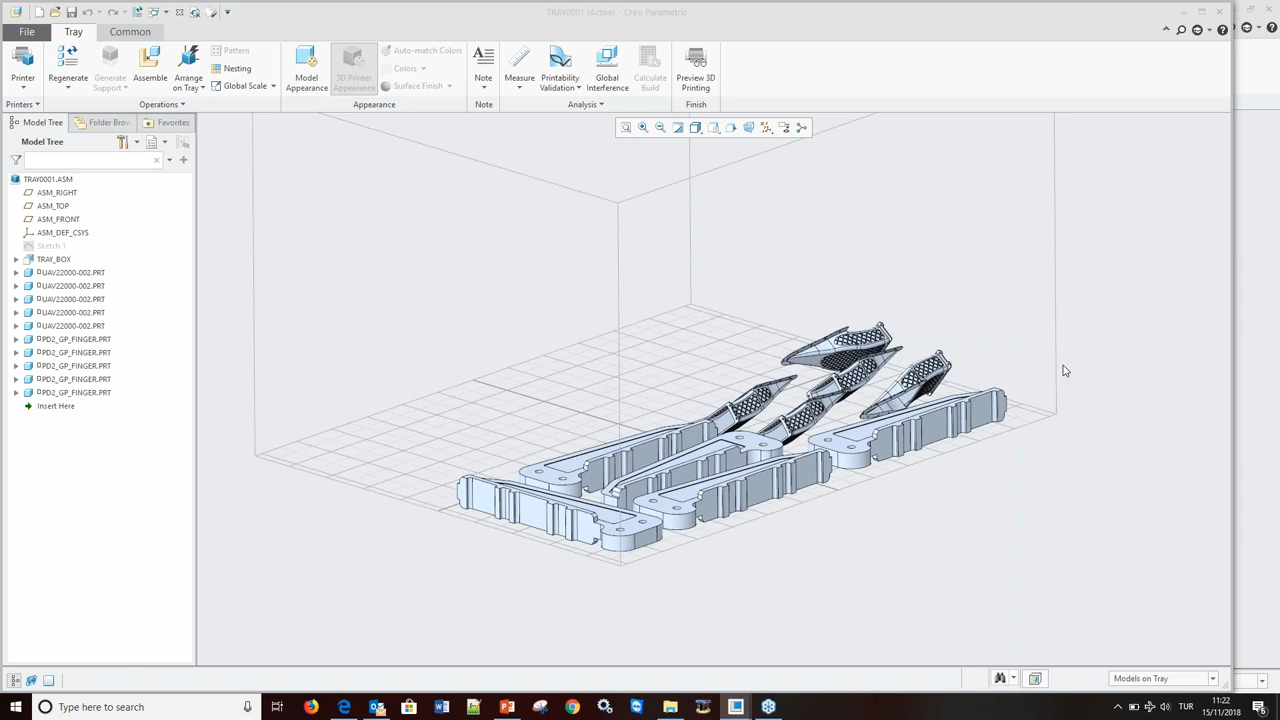 TRAY0001 (Active) - Creo Parametric
File
Tray
Common
Printer
Regenerate
Generate Support
Assemble
Arrange on Tray
Pattern
Nesting
Global Scale
Model Appearance
3D Printer Appearance
Auto-match Colors
Colors
Surface Finish
Note
Measure
Printability Validation
Global Interference
Calculate Build
Preview 3D Printing
Printers
Operations
Appearance
Note
Analysis
Finish
Model Tree
Folder Brow
Favorites
Model Tree
TRAY0001.ASM
ASM_RIGHT
ASM_TOP
ASM_FRONT
ASM_DEF_CSYS
Sketch 1
TRAY_BOX
UAV22000-002.PRT
UAV22000-002.PRT
UAV22000-002.PRT
UAV22000-002.PRT
UAV22000-002.PRT
PD2_GP_FINGER.PRT
PD2_GP_FINGER.PRT
PD2_GP_FINGER.PRT
PD2_GP_FINGER.PRT
PD2_GP_FINGER.PRT
Insert Here
Models on Tray
Type here to search
TUR
11:22
15/11/2018